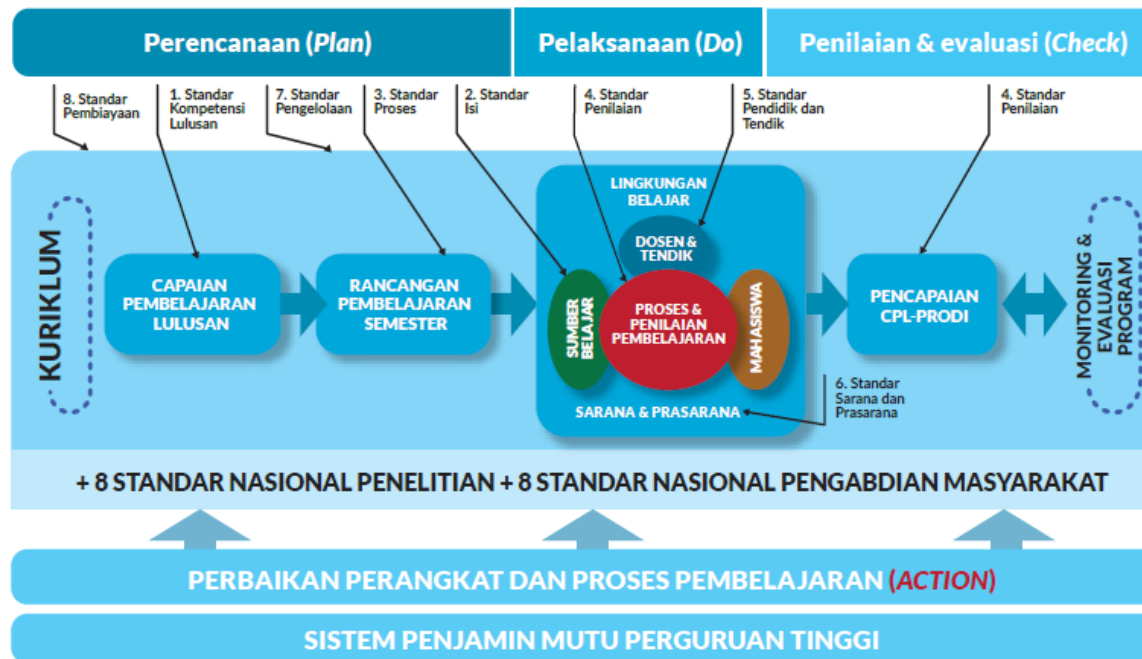 Perencanaan (Plan)
Pelaksanaan (Do)
Penilaian & evaluasi (Check)
8. Standar
Pembiayaan
1. Standar
Kompetensi
Lulusan
7. Standar
Pengelolaan
3. Standar
Proses
2. Standar
Isi
4. Standar
Penilaian
5. Standar
Pendidik dan
Tendik
4. Standar
Penilaian
KURIKLUM
CAPAIAN
PEMBELAJARAN
LULUSAN
RANCANGAN
PEMBELAJARAN
SEMESTER
LINGKUNGAN
BELAJAR
DOSEN &
TENDIK
SUMBER
BELAJAR
PROSES &
PENILAIAN
PEMBELAJARAN
MAHASISWA
SARANA & PRASARANA
PENCAPAIAN
CPL-PRODI
6. Standar
Sarana dan
Prasarana
MONITORING &
EVALUASI
PROGRAM
+ 8 STANDAR NASIONAL PENELITIAN + 8 STANDAR NASIONAL PENGABDIAN MASYARAKAT
PERBAIKAN PERANGKAT DAN PROSES PEMBELAJARAN (ACTION)
SISTEM PENJAMIN MUTU PERGURUAN TINGGI